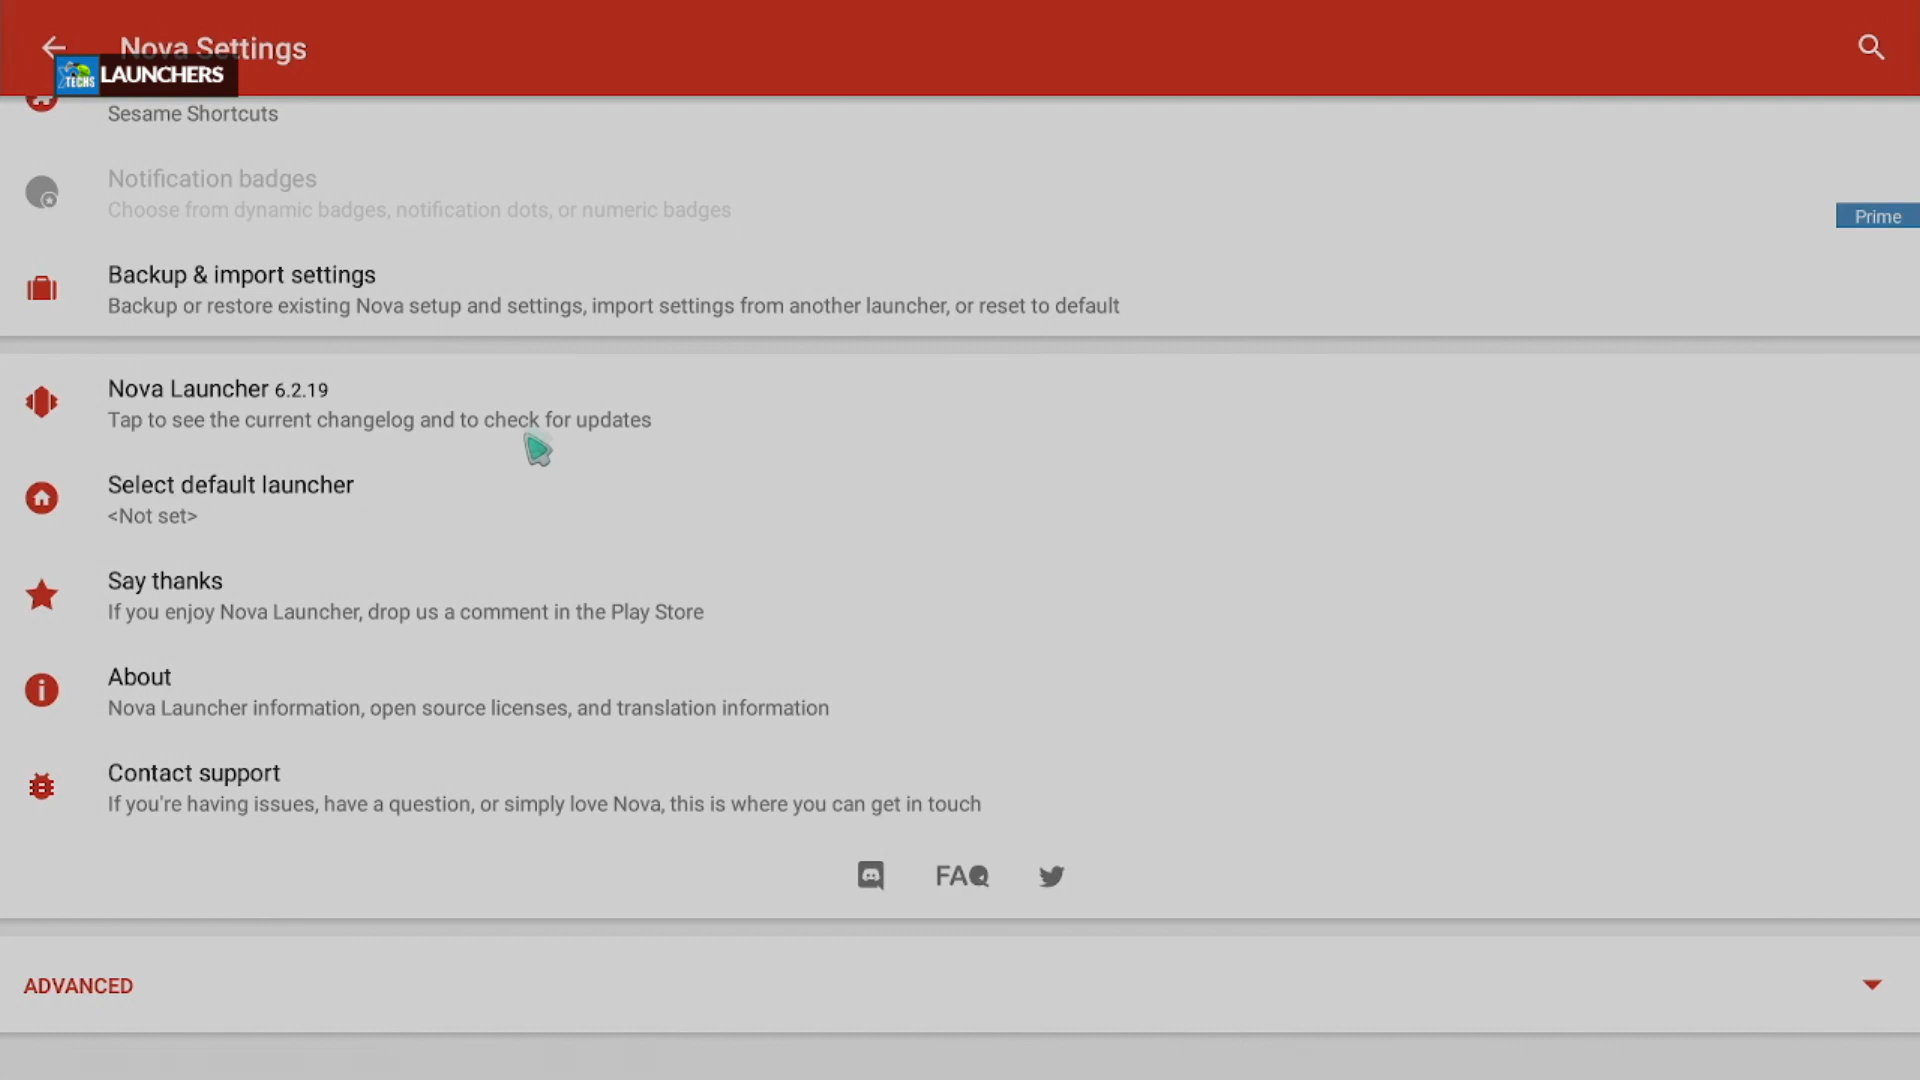 Nova Settings
TECHS
LAUNCHERS
Sesame Shortcuts
Notification badges
Choose from dynamic badges, notification dots, or numeric badges
Prime
Backup & import settings
Backup or restore existing Nova setup and settings, import settings from another launcher, or reset to default
Nova Launcher 6.2.19
Tap to see the current changelog and to check for updates
Select default launcher
<Not set>
Say thanks
If you enjoy Nova Launcher, drop us a comment in the Play Store
About
Nova Launcher information, open source licenses, and translation information
Contact support
If you're having issues, have a question, or simply love Nova, this is where you can get in touch
FAQ
ADVANCED